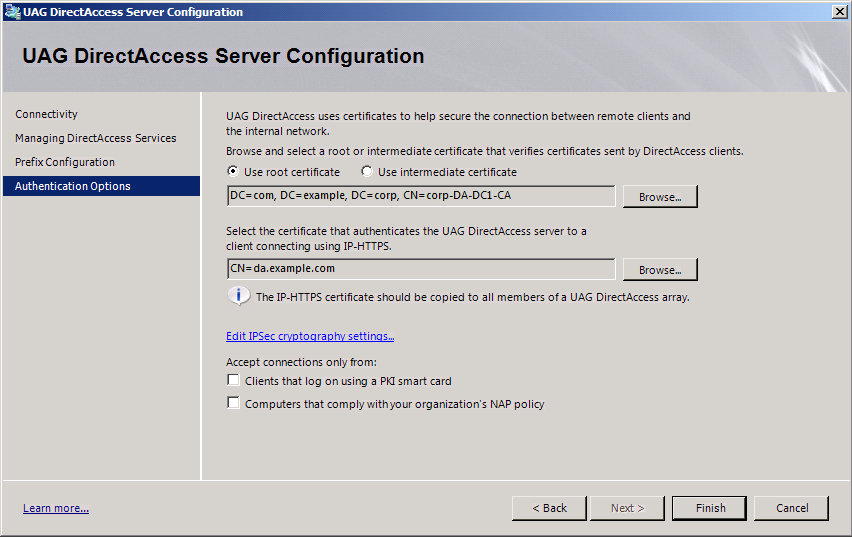 UAG DirectAccess Server Configuration
UAG DirectAccess Server Configuration
Connectivity
Managing DirectAccess Services
Prefix Configuration
Authentication Options
UAG DirectAccess uses certificates to help secure the connection between remote clients and
the internal network.
Browse and select a root or intermediate certificate that verifies certificates sent by DirectAccess clients.
Use root certificate Use intermediate certificate
DC=com, DC=example, DC=corp, CN=corp-DA-DC1-CA Browse...
Select the certificate that authenticates the UAG DirectAccess server to a
client connecting using IP-HTTPS.
CN=da.example.com Browse...
The IP-HTTPS certificate should be copied to all members of a UAG DirectAccess array.
Edit IPSec cryptography settings...
Accept connections only from:
Clients that log on using a PKI smart card
Computers that comply with your organization's NAP policy
Learn more... < Back Next > Finish Cancel